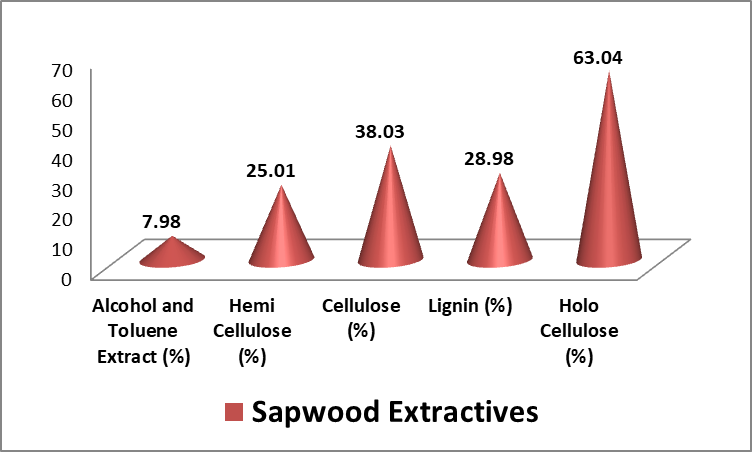 70
60
50
40
30
20
10
0
7.98
25.01
38.03
28.98
63.04
Alcohol and
Toluene
Extract (%)
Hemi
Cellulose
(%)
Cellulose
(%)
Lignin (%)
Holo
Cellulose
(%)
Sapwood Extractives